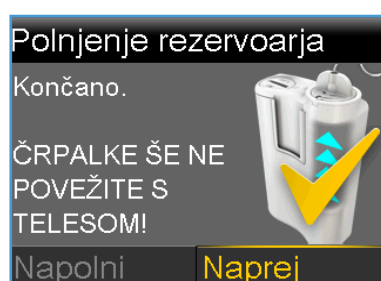 Polnjenje rezervoarja
Končano.
ČRPALKE ŠE NE
POVEŽITE S
TELESOM!
Napolni
Naprej